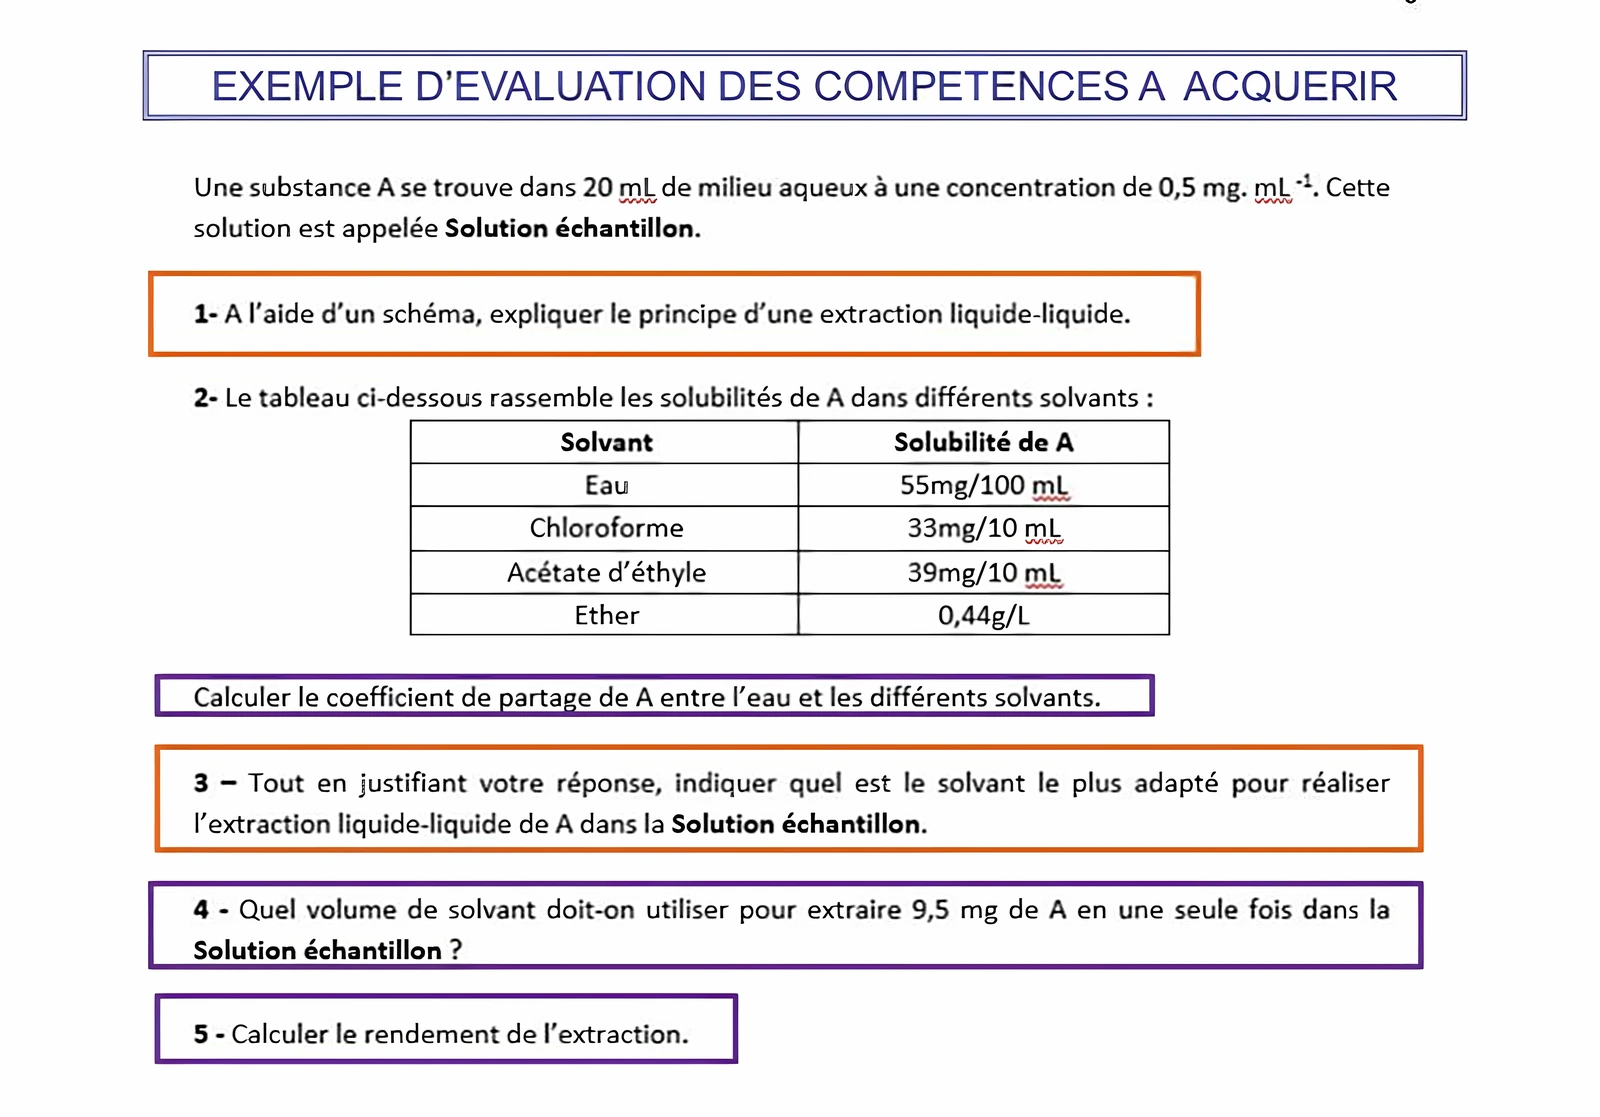 EXEMPLE D’EVALUATION DES COMPETENCES A ACQUERIR
Une substance A se trouve dans 20 mL de milieu aqueux à une concentration de 0,5 mg. mL⁻¹. Cette
solution est appelée Solution échantillon.
1- A l’aide d’un schéma, expliquer le principe d’une extraction liquide-liquide.
2- Le tableau ci-dessous rassemble les solubilités de A dans différents solvants :
Solvant Solubilité de A
Eau 55mg/100 mL
Chloroforme 33mg/10 mL
Acétate d’éthyle 39mg/10 mL
Ether 0,44g/L
Calculer le coefficient de partage de A entre l’eau et les différents solvants.
3 – Tout en justifiant votre réponse, indiquer quel est le solvant le plus adapté pour réaliser
l’extraction liquide-liquide de A dans la Solution échantillon.
4 - Quel volume de solvant doit-on utiliser pour extraire 9,5 mg de A en une seule fois dans la
Solution échantillon ?
5 - Calculer le rendement de l’extraction.